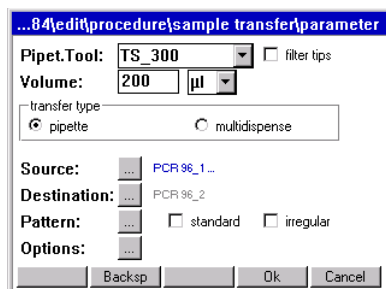 ...84\edit\procedure\sample transfer\parameter
Pipet.Tool: TS_300 filter tips
Volume: 200 µl
transfer type
pipette multidispense
Source: ... PCR 96_1...
Destination: ... PCR 96_2
Pattern: ... standard irregular
Options: ...
Backsp Ok Cancel